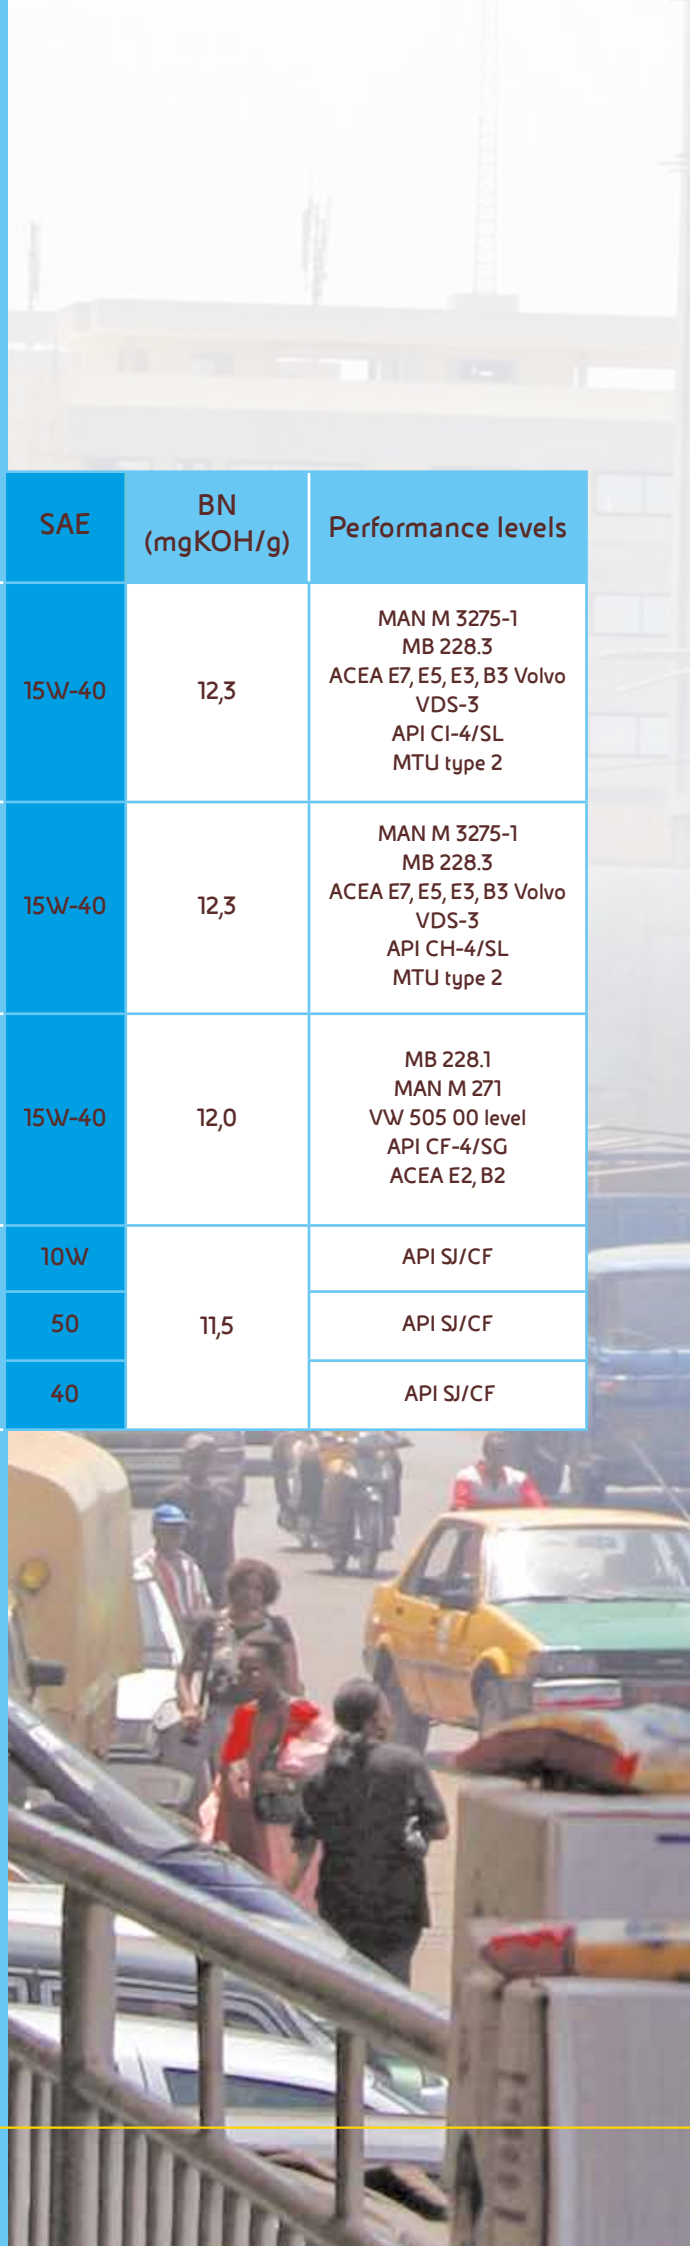 SAE
BN
(mgKOH/g)
Performance levels
15W-40
12,3
MAN M 3275-1
MB 228.3
ACEA E7, E5, E3, B3 Volvo
VDS-3
API CI-4/SL
MTU type 2
15W-40
12,3
MAN M 3275-1
MB 228.3
ACEA E7, E5, E3, B3 Volvo
VDS-3
API CH-4/SL
MTU type 2
15W-40
12,0
MB 228.1
MAN M 271
VW 505 00 level
API CF-4/SG
ACEA E2, B2
10W
API SJ/CF
50
11,5
API SJ/CF
40
API SJ/CF